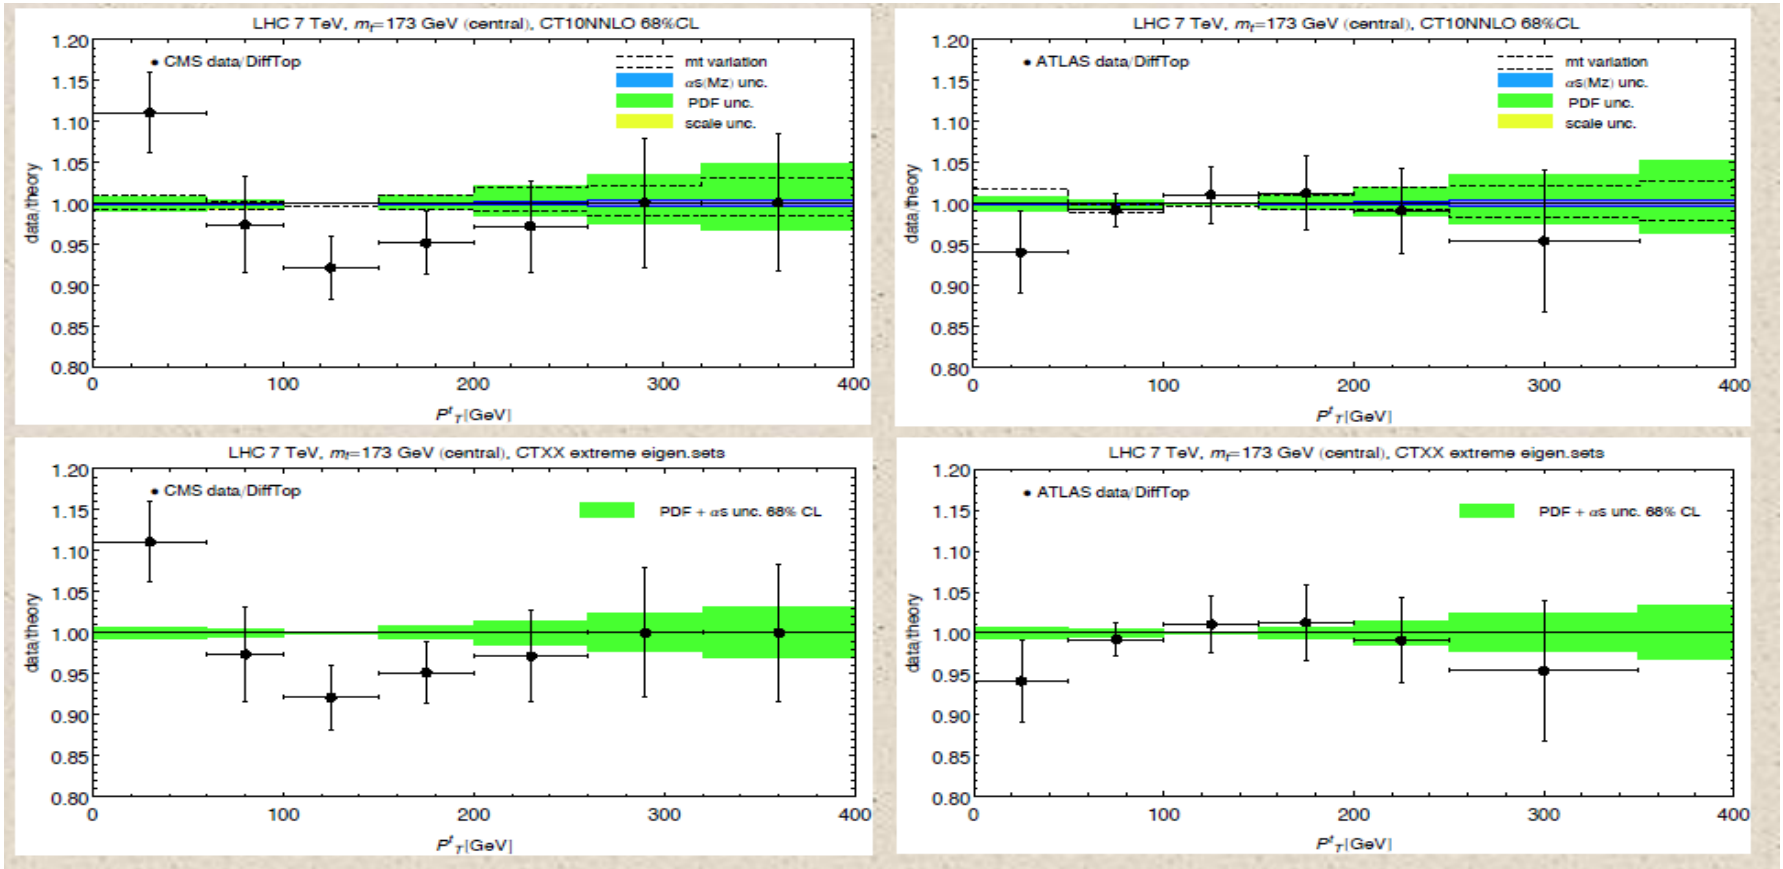 LHC 7 TeV, mt=173 GeV (central), CT10NNLO 68%CL
CMS data/DiffTop
mt variation
αs(Mz) unc.
PDF unc.
scale unc.
data/theory
1.20
1.15
1.10
1.05
1.00
0.95
0.90
0.85
0.80
0 100 200 300 400
PtT[GeV]
LHC 7 TeV, mt=173 GeV (central), CT10NNLO 68%CL
ATLAS data/DiffTop
mt variation
αs(Mz) unc.
PDF unc.
scale unc.
data/theory
1.20
1.15
1.10
1.05
1.00
0.95
0.90
0.85
0.80
0 100 200 300 400
PtT[GeV]
LHC 7 TeV, mt=173 GeV (central), CTXX extreme eigen.sets
CMS data/DiffTop
PDF + αs unc. 68% CL
data/theory
1.20
1.15
1.10
1.05
1.00
0.95
0.90
0.85
0.80
0 100 200 300 400
PtT[GeV]
LHC 7 TeV, mt=173 GeV (central), CTXX extreme eigen.sets
ATLAS data/DiffTop
PDF + αs unc. 68% CL
data/theory
1.20
1.15
1.10
1.05
1.00
0.95
0.90
0.85
0.80
0 100 200 300 400
PtT[GeV]